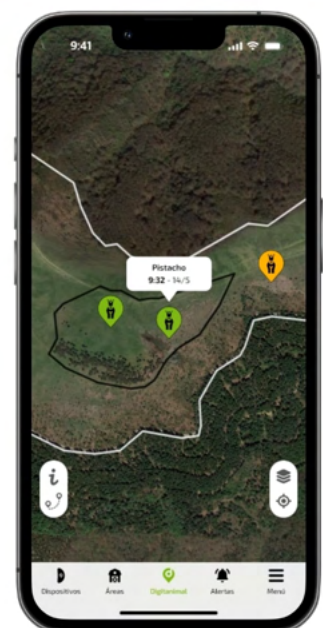 9:41
Pistacho
9:32 - 14/5
Dispositivos
Áreas
Digitanimal
Alertas
Menú